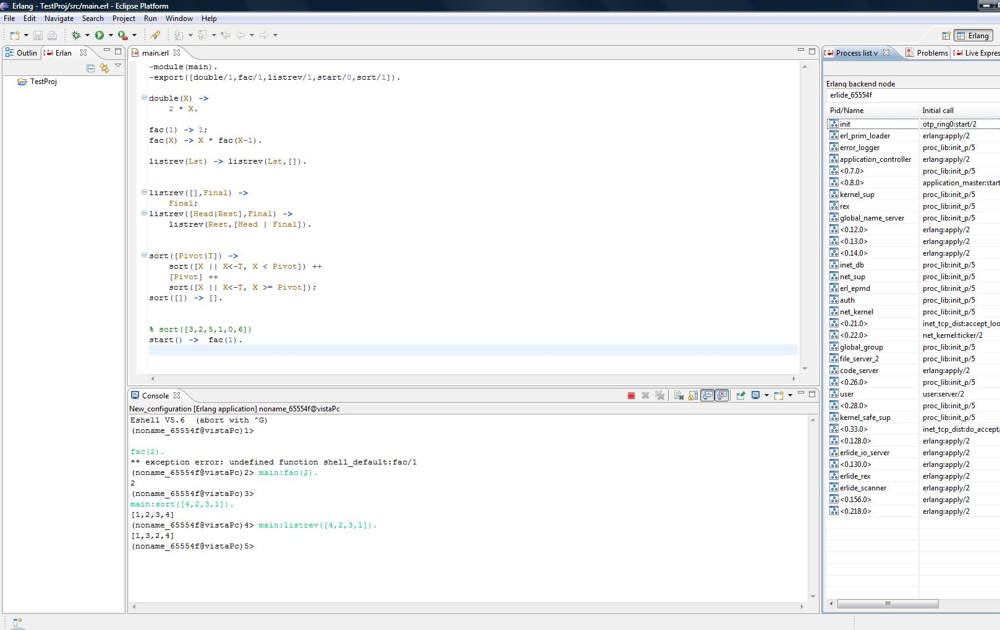 Erlang - TestProj/src/main.erl - Eclipse Platform
File Edit Navigate Search Project Run Window Help
Erlang
Outlin
Erlan
TestProj
main.erl
-module(main).
-export([double/1,fac/1,listrev/1,start/0,sort/1]).
double(X) ->
2 * X.
fac(1) -> 1;
fac(X) -> X * fac(X-1).
listrev(Lst) -> listrev(Lst,[]).
listrev([],Final) ->
Final;
listrev([Head|Rest],Final) ->
listrev(Rest,[Head | Final]).
sort([Pivot|T]) ->
sort([X || X<-T, X < Pivot]) ++
[Pivot] ++
sort([X || X<-T, X >= Pivot]);
sort([]) -> [].
% sort([3,2,5,1,0,6])
start() -> fac(1).
Console
New_configuration [Erlang application] noname_65554f@vistaPc
Eshell V5.6 (abort with ^G)
(noname_65554f@vistaPc)1>
fac(2).
** exception error: undefined function shell_default:fac/1
(noname_65554f@vistaPc)2> main:fac(2).
2
(noname_65554f@vistaPc)3>
main:sort([4,2,3,1]).
[1,2,3,4]
(noname_65554f@vistaPc)4> main:listrev([4,2,3,1]).
[1,3,2,4]
(noname_65554f@vistaPc)5>
Process list v
Problems
Live Expres
Erlang backend node
erlide_65554f
Pid/Name Initial call
init otp_ring0:start/2
erl_prim_loader erlang:apply/2
error_logger proc_lib:init_p/5
application_controller erlang:apply/2
<0.7.0> proc_lib:init_p/5
<0.8.0> application_master:start
kernel_sup proc_lib:init_p/5
rex proc_lib:init_p/5
global_name_server proc_lib:init_p/5
<0.12.0> erlang:apply/2
<0.13.0> erlang:apply/2
<0.14.0> erlang:apply/2
inet_db proc_lib:init_p/5
net_sup proc_lib:init_p/5
erl_epmd proc_lib:init_p/5
auth proc_lib:init_p/5
net_kernel proc_lib:init_p/5
<0.21.0> inet_tcp_dist:accept_loo
<0.22.0> net_kernel:ticker/2
global_group proc_lib:init_p/5
file_server_2 proc_lib:init_p/5
code_server erlang:apply/2
<0.26.0> proc_lib:init_p/5
user user:server/2
<0.28.0> proc_lib:init_p/5
kernel_safe_sup proc_lib:init_p/5
<0.33.0> inet_tcp_dist:do_accept/
<0.128.0> erlang:apply/2
erlide_io_server erlang:apply/2
<0.130.0> erlang:apply/2
erlide_rex erlang:apply/2
erlide_scanner erlang:apply/2
<0.156.0> erlang:apply/2
<0.218.0> erlang:apply/2